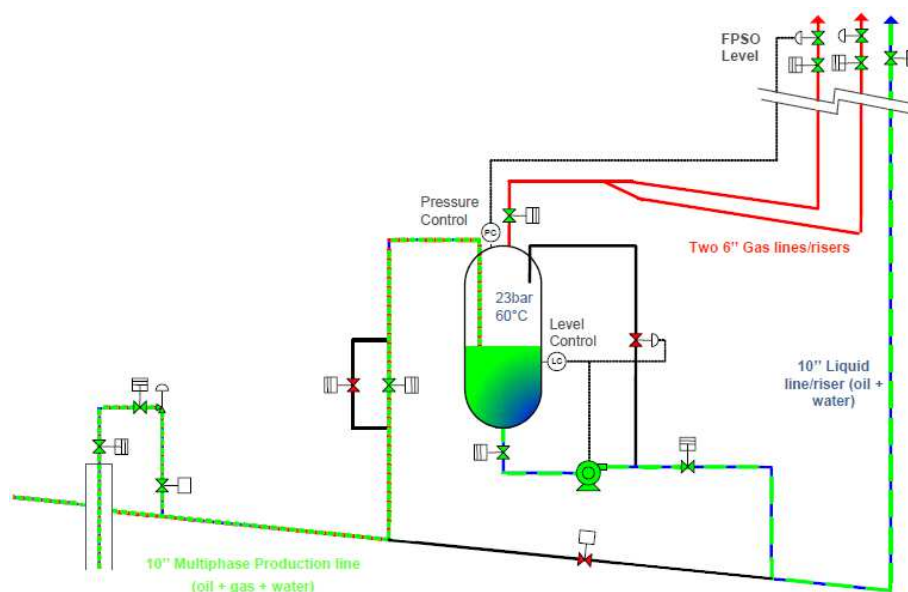 FPSO
Level
Pressure
Control
PC
Two 6'' Gas lines/risers
23bar
60°C
Level
Control
LC
10'' Liquid
line/riser (oil +
water)
10'' Multiphase Production line
(oil + gas + water)